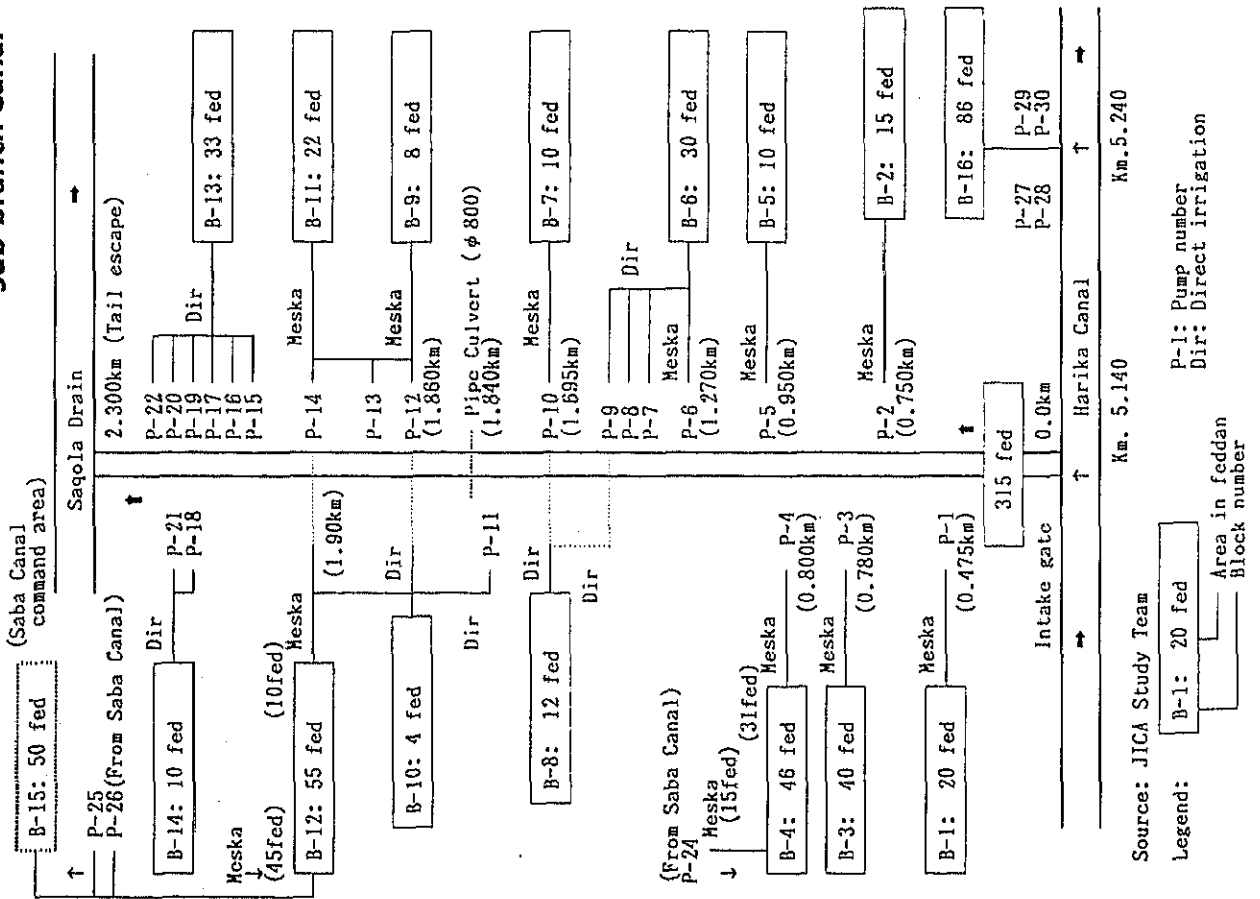 Sub Branch Canal
(Saba Canal
command area)
B-15: 50 fed
Saqola Drain
→
P-25
P-26(From Saba Canal)
2.300km (Tail escape)
B-14: 10 fed
Dir
P-21
P-18
P-22
P-20
P-19
P-17
P-16
P-15
Dir
B-13: 33 fed
Meska
(45fed)
(10fed)
B-12: 55 fed
Meska
(1.90km)
P-14
Meska
B-11: 22 fed
P-13
B-10: 4 fed
Dir
P-12
(1.860km)
Meska
B-9: 8 fed
Dir
P-11
Pipe Culvert (φ 800)
(1.840km)
B-8: 12 fed
Dir
Dir
P-10
(1.695km)
Meska
B-7: 10 fed
P-9
P-8
P-7
P-6
(1.270km)
Meska
Dir
B-6: 30 fed
(From Saba Canal)
P-24
Meska
(15fed)
(31fed)
B-4: 46 fed
Meska
P-4
(0.800km)
P-5
(0.950km)
Meska
B-5: 10 fed
B-3: 40 fed
Meska
P-3
(0.780km)
B-1: 20 fed
Meska
P-1
(0.475km)
P-2
(0.750km)
Meska
B-2: 15 fed
315 fed
B-16: 86 fed
P-27
P-28
P-29
P-30
Intake gate
0.0km
Harika Canal
Km. 5.140
Km.5.240
Source: JICA Study Team
Legend:
B-1: 20 fed
Area in feddan
Block number
P-1: Pump number
Dir: Direct irrigation